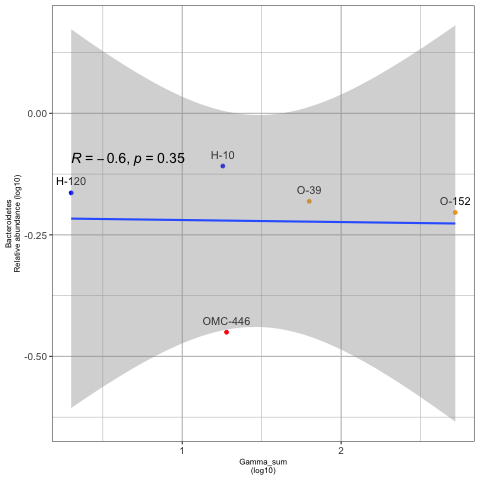 0.00
-0.25
-0.50
R = −0.6, p = 0.35
H-10
H-120
O-39
O-152
OMC-446
1
2
Gamma_sum
(log10)
Bacteroidetes
Relative abundance (log10)